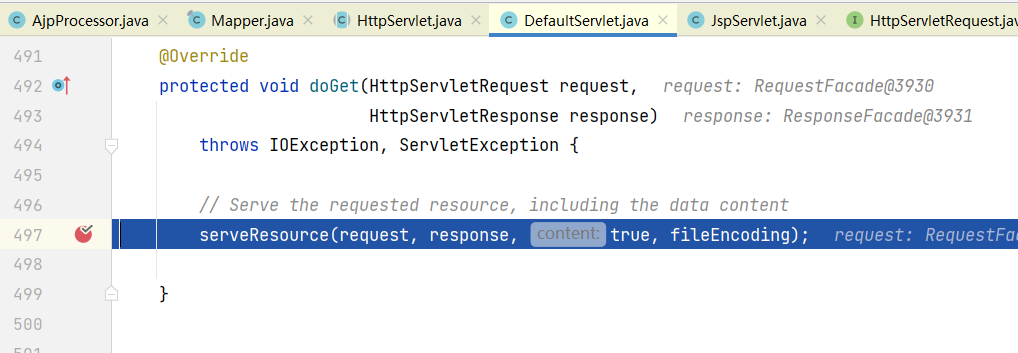 AjpProcessor.java × Mapper.java × HttpServlet.java × DefaultServlet.java × JspServlet.java × HttpServletRequest.jav
491 @Override
492 protected void doGet(HttpServletRequest request, request: RequestFacade@3930
493 HttpServletResponse response) response: ResponseFacade@3931
494 throws IOException, ServletException {
495
496 // Serve the requested resource, including the data content
497 serveResource(request, response, content: true, fileEncoding); request: RequestFac
498
499 }
500
501